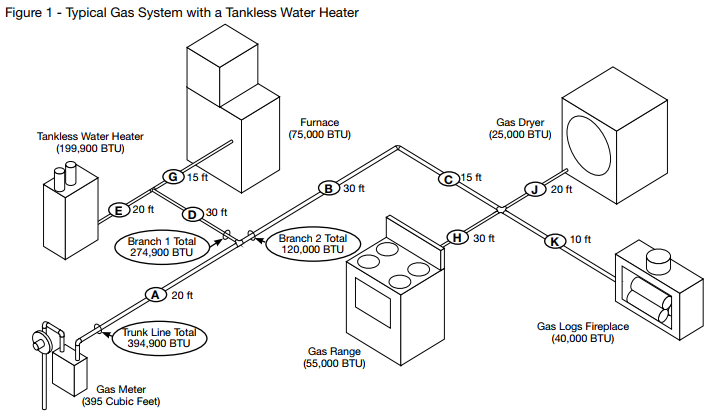 Figure 1 - Typical Gas System with a Tankless Water Heater
Furnace
(75,000 BTU)
Gas Dryer
(25,000 BTU)
Tankless Water Heater
(199,900 BTU)
G 15 ft
B 30 ft
C 15 ft
J 20 ft
E 20 ft
D 30 ft
Branch 1 Total
274,900 BTU
Branch 2 Total
120,000 BTU
H 30 ft
K 10 ft
A 20 ft
Trunk Line Total
394,900 BTU
Gas Range
(55,000 BTU)
Gas Logs Fireplace
(40,000 BTU)
Gas Meter
(395 Cubic Feet)